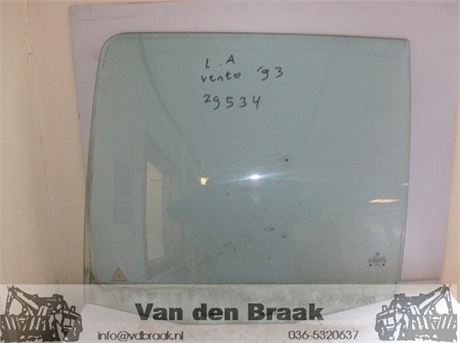 L.A
vento '93
29534
Van den Braak
info@vdbraak.nl
036-5320637